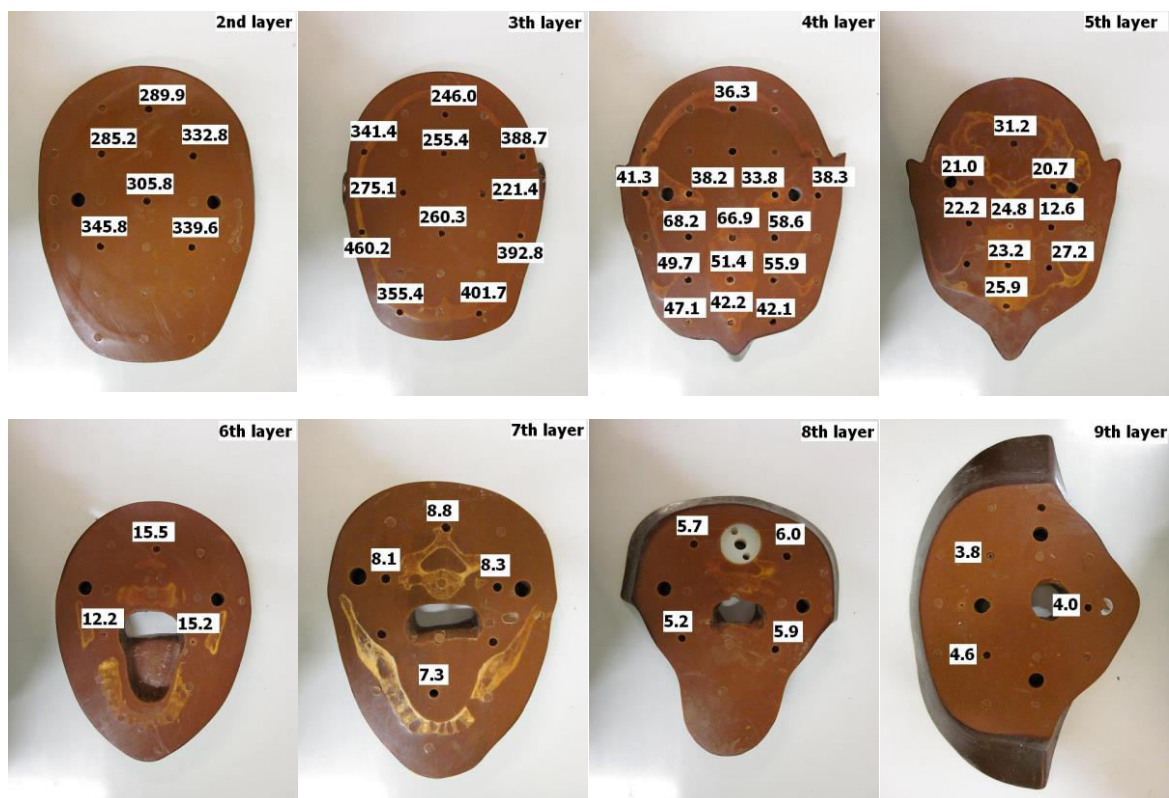 2nd layer
289.9
285.2 332.8
305.8
345.8 339.6
3th layer
246.0
341.4 255.4 388.7
275.1 221.4
260.3
460.2 392.8
355.4 401.7
4th layer
36.3
41.3 38.2 33.8 38.3
68.2 66.9 58.6
49.7 51.4 55.9
47.1 42.2 42.1
5th layer
31.2
21.0 20.7
22.2 24.8 12.6
23.2 27.2
25.9
6th layer
15.5
12.2 15.2
7th layer
8.8
8.1 8.3
7.3
8th layer
5.7 6.0
5.2 5.9
9th layer
3.8
4.0
4.6